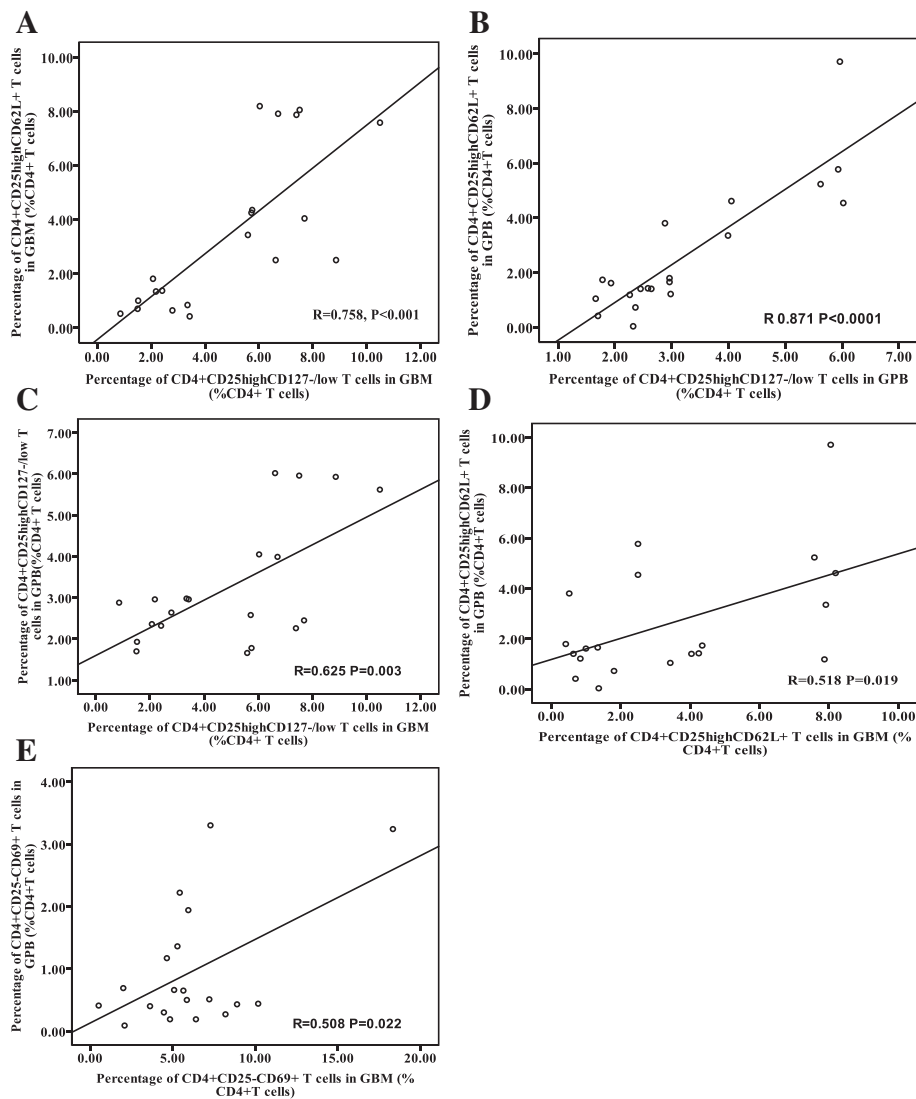 A
Percentage of CD4+CD25highCD62L+ T cells
in GBM (%CD4+ T cells)
10.00
8.00
6.00
4.00
2.00
0.00
R=0.758, P<0.001
0.00 2.00 4.00 6.00 8.00 10.00 12.00
Percentage of CD4+CD25highCD127-/low T cells in GBM
(%CD4+ T cells)
B
Percentage of CD4+CD25highCD62L+ T cells
in GPB (%CD4+T cells)
10.00
8.00
6.00
4.00
2.00
0.00
R 0.871 P<0.0001
1.00 2.00 3.00 4.00 5.00 6.00 7.00
Percentage of CD4+CD25highCD127-/low T cells in GPB
(%CD4+ T cells)
C
Percentage of CD4+CD25highCD127-/low T
cells in GPB(%CD4+ T cells)
7.00
6.00
5.00
4.00
3.00
2.00
1.00
R=0.625 P=0.003
0.00 2.00 4.00 6.00 8.00 10.00 12.00
Percentage of CD4+CD25highCD127-/low T cells in GBM
(%CD4+ T cells)
D
Percentage of CD4+CD25highCD62L+ T cells
in GPB (%CD4+T cells)
10.00
8.00
6.00
4.00
2.00
0.00
R=0.518 P=0.019
0.00 2.00 4.00 6.00 8.00 10.00
Percentage of CD4+CD25highCD62L+ T cells in GBM (%
CD4+T cells)
E
Percentage of CD4+CD25-CD69+ T cells in
GPB (%CD4+T cells)
4.00
3.00
2.00
1.00
0.00
R=0.508 P=0.022
0.00 5.00 10.00 15.00 20.00
Percentage of CD4+CD25-CD69+ T cells in GBM (%
CD4+T cells)